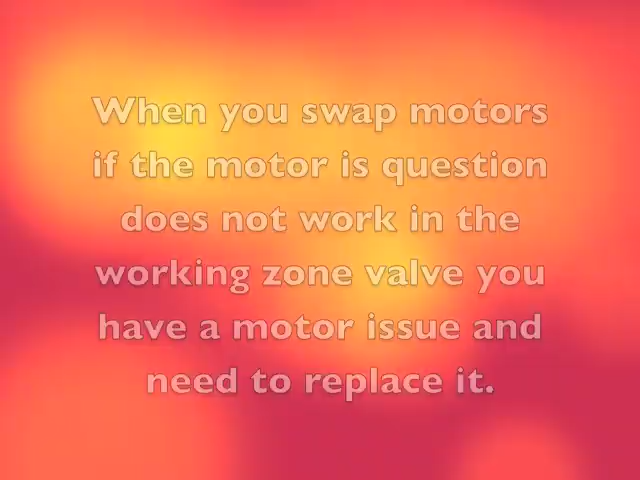 When you swap motors
if the motor is question
does not work in the
working zone valve you
have a motor issue and
need to replace it.